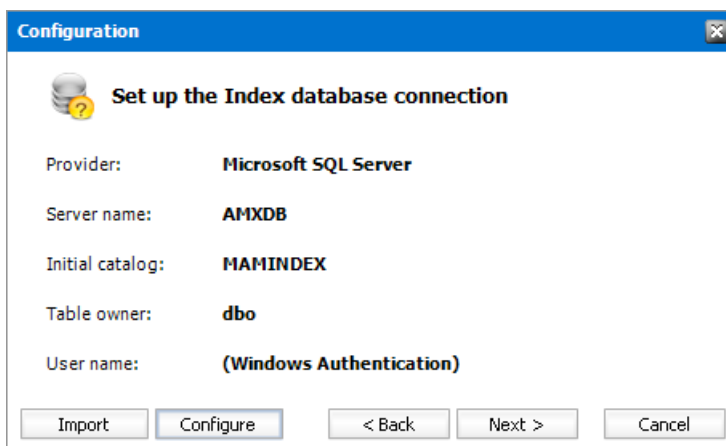 Configuration
Set up the Index database connection
Provider: Microsoft SQL Server
Server name: AMXDB
Initial catalog: MAMINDEX
Table owner: dbo
User name: (Windows Authentication)
Import Configure < Back Next > Cancel